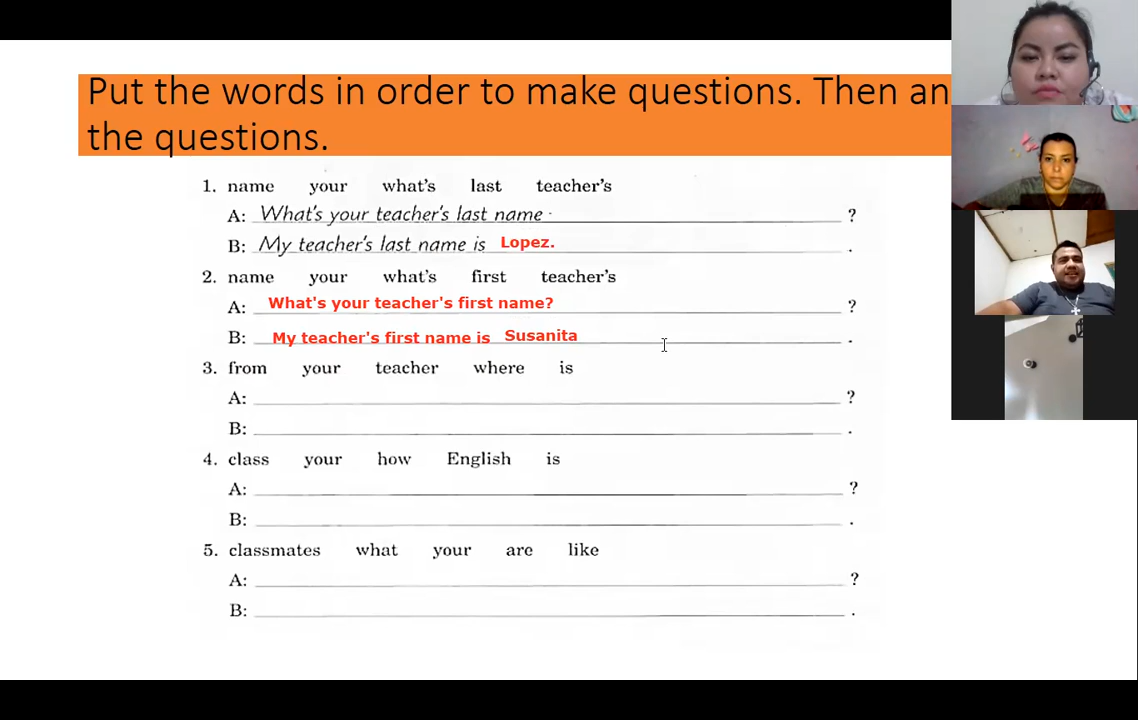 Put the words in order to make questions. Then an
the questions.
1. name your what's last teacher's
A: What's your teacher's last name ?
B: My teacher's last name is Lopez. .
2. name your what's first teacher's
A: What's your teacher's first name? ?
B: My teacher's first name is Susanita .
3. from your teacher where is
A: ?
B: .
4. class your how English is
A: ?
B: .
5. classmates what your are like
A: ?
B: .